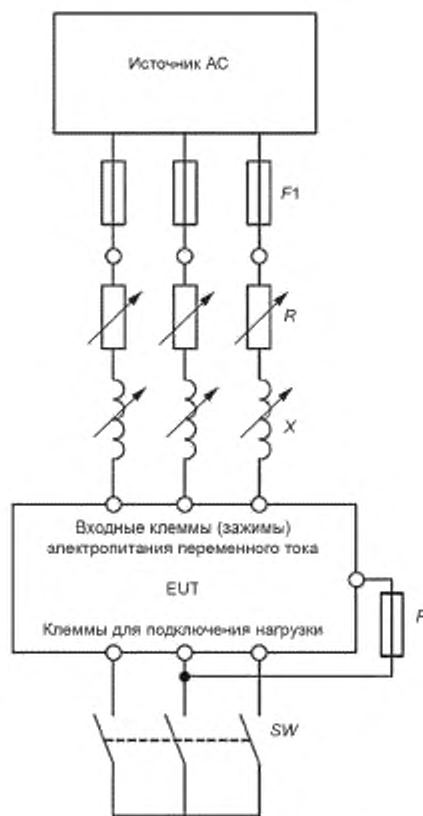 Источник АС
F1
R
X
Входные клеммы (зажимы)
электропитания переменного тока
EUT
Клеммы для подключения нагрузки
F
SW